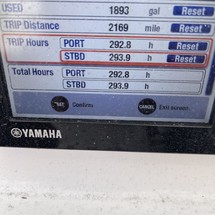 USED 1893 gal Reset
TRIP Distance 2169 mile Reset
TRIP Hours PORT 292.8 h Reset
STBD 293.9 h Reset
Total Hours PORT 292.8 h
STBD 293.9 h
SET Confirm CANCEL Exit screen
YAMAHA